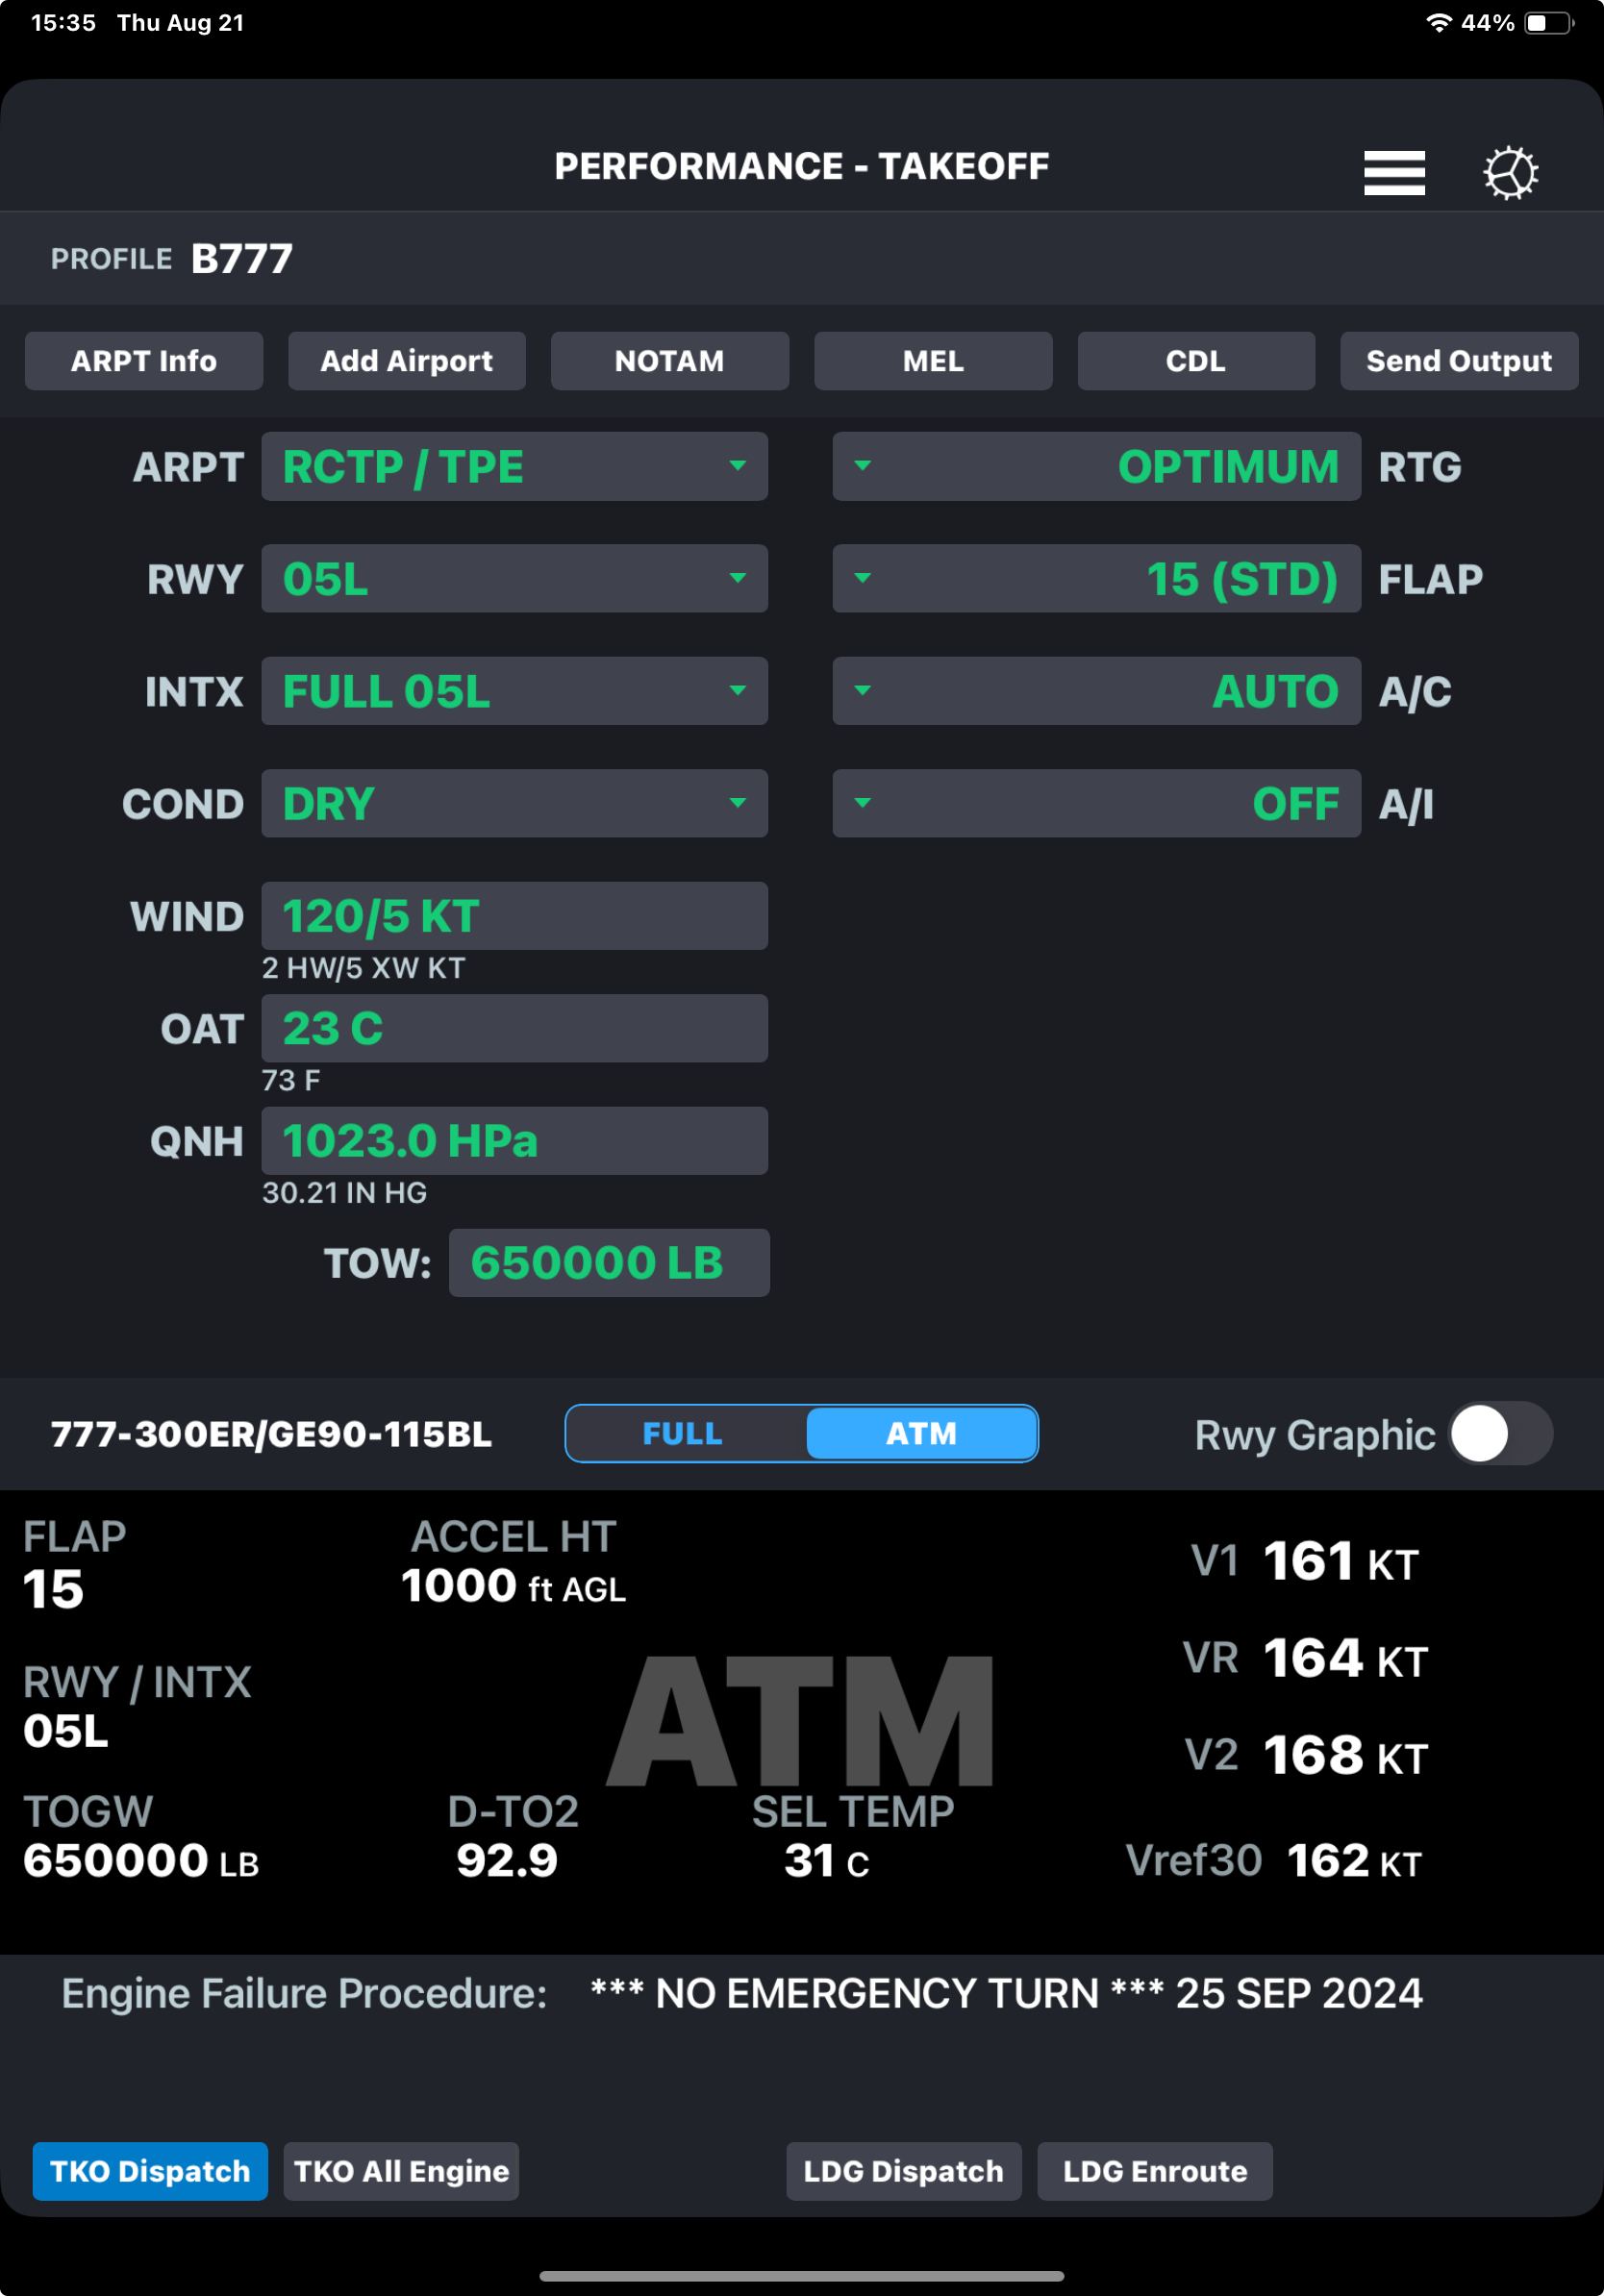 15:35 Thu Aug 21
44%
PERFORMANCE - TAKEOFF
PROFILE B777
ARPT Info Add Airport NOTAM MEL CDL Send Output
ARPT RCTP / TPE OPTIMUM RTG
RWY 05L 15 (STD) FLAP
INTX FULL 05L AUTO A/C
COND DRY OFF A/I
WIND 120/5 KT
2 HW/5 XW KT
OAT 23 C
73 F
QNH 1023.0 HPa
30.21 IN HG
TOW: 650000 LB
777-300ER/GE90-115BL FULL ATM Rwy Graphic
FLAP
15
ACCEL HT
1000 ft AGL
V1 161 KT
RWY / INTX
05L
ATM
VR 164 KT
V2 168 KT
TOGW
650000 LB
D-TO2
92.9
SEL TEMP
31 C
Vref30 162 KT
Engine Failure Procedure: *** NO EMERGENCY TURN *** 25 SEP 2024
TKO Dispatch TKO All Engine LDG Dispatch LDG Enroute